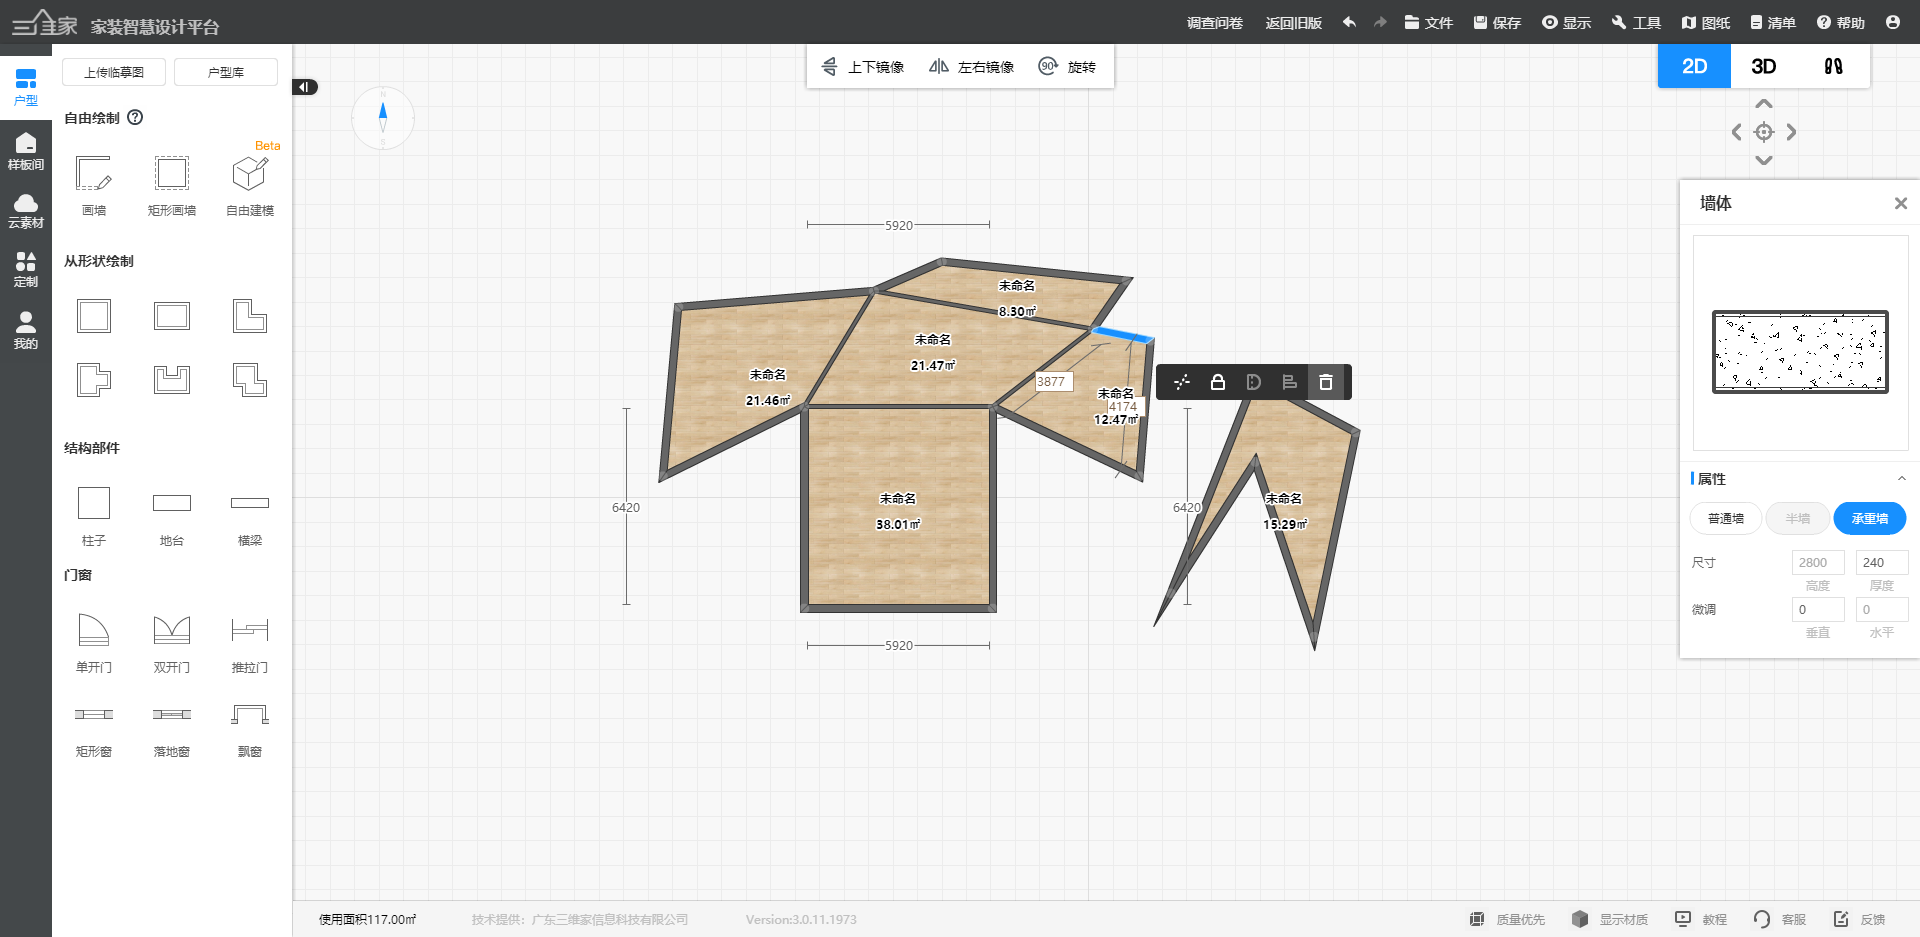 三维家 家装智慧设计平台
调查问卷 返回旧版 文件 保存 显示 工具 图纸 清单 帮助
户型
样板间
云素材
定制
我的
上传临摹图 户型库
自由绘制
Beta
画墙 矩形画墙 自由建模
从形状绘制
结构部件
柱子 地台 横梁
门窗
单开门 双开门 推拉门
矩形窗 落地窗 飘窗
上下镜像 左右镜像 90° 旋转
2D 3D
N
S
5920
未命名
8.30㎡
未命名
21.47㎡
未命名
21.46㎡
3877
未命名
4174
12.47㎡
6420
未命名
38.01㎡
6420
未命名
15.29㎡
5920
墙体
属性
普通墙 半墙 承重墙
尺寸 2800 240
高度 厚度
微调 0 0
垂直 水平
使用面积117.00㎡ 技术提供：广东三维家信息科技有限公司 Version:3.0.11.1973
质量优先 显示材质 教程 客服 反馈